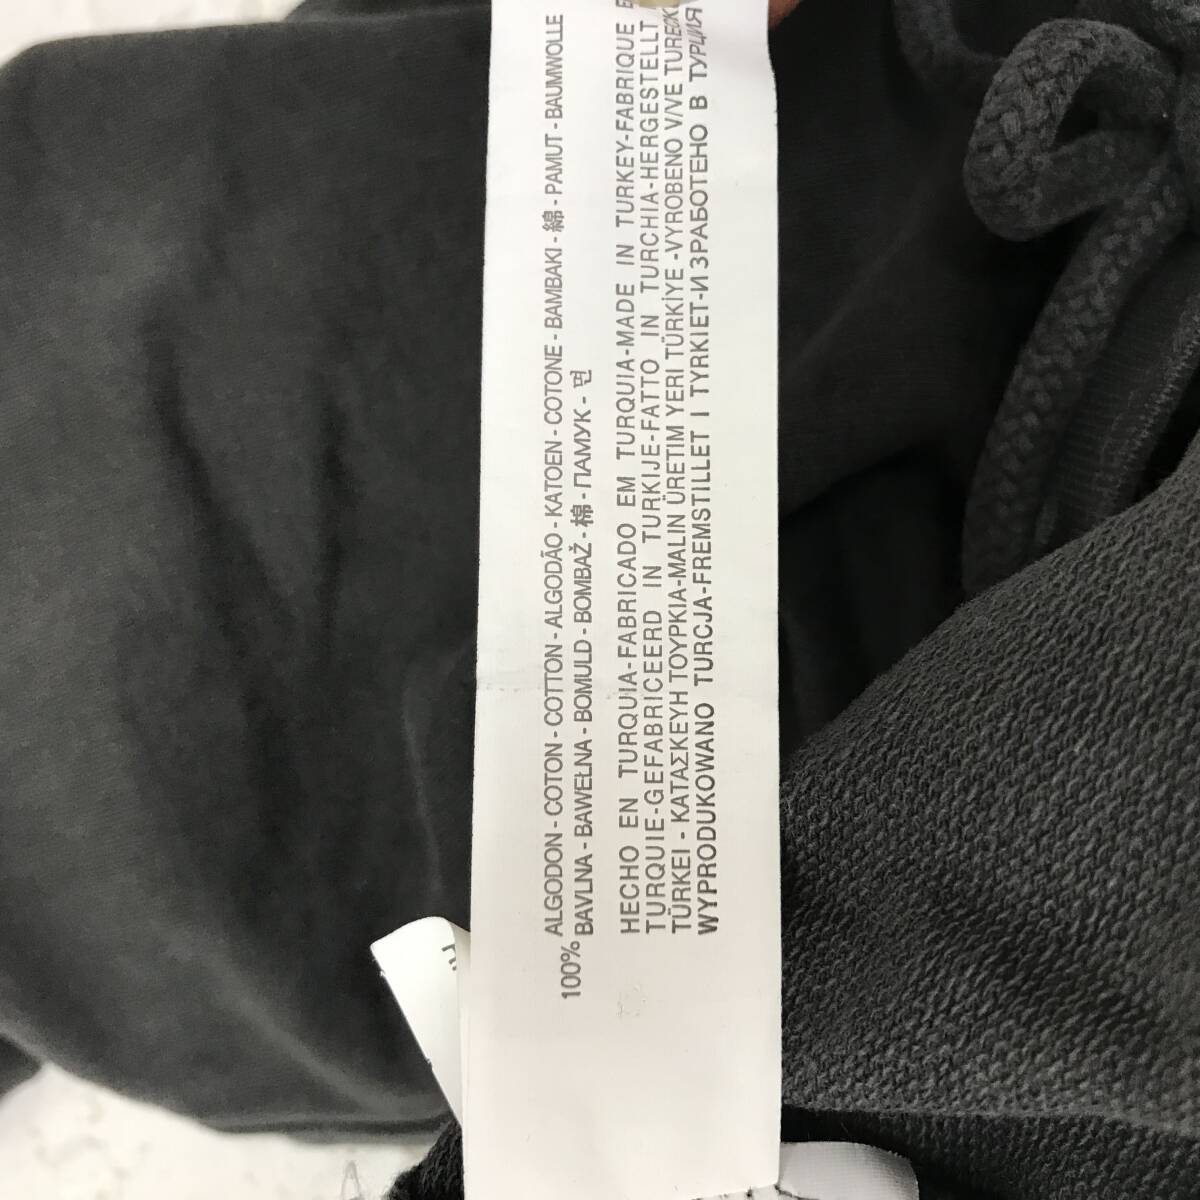 100% ALGODON - COTON - COTTON - ALGODÃO - KATOEN - COTONE - BAMBAKI - 綿 - PAMUT - BAUMWOLLE
BAVLNA - BAWEŁNA - BOMULD - BOMBAŽ - 棉 - ПАМУК - 면
HECHO EN TURQUIA-FABRICADO EM TURQUIA-MADE IN TURKEY-FABRIQUE
TURQUIE-GEFABRICEERD IN TURKIJE-FATTO IN TURCHIA-HERGESTELLT
TÜRKEI - ΚΑΤΑΣΚΕΥΗ ΤΟΥΡΚΙΑ-MALIN ÜRETIM YERI TÜRKİYE -VYROBENO V/VE
WYPRODUKOWANO TURCJA-FREMSTILLET I TYRKIET-И ЗРАБОТЕНО В ТУРЦИЯ